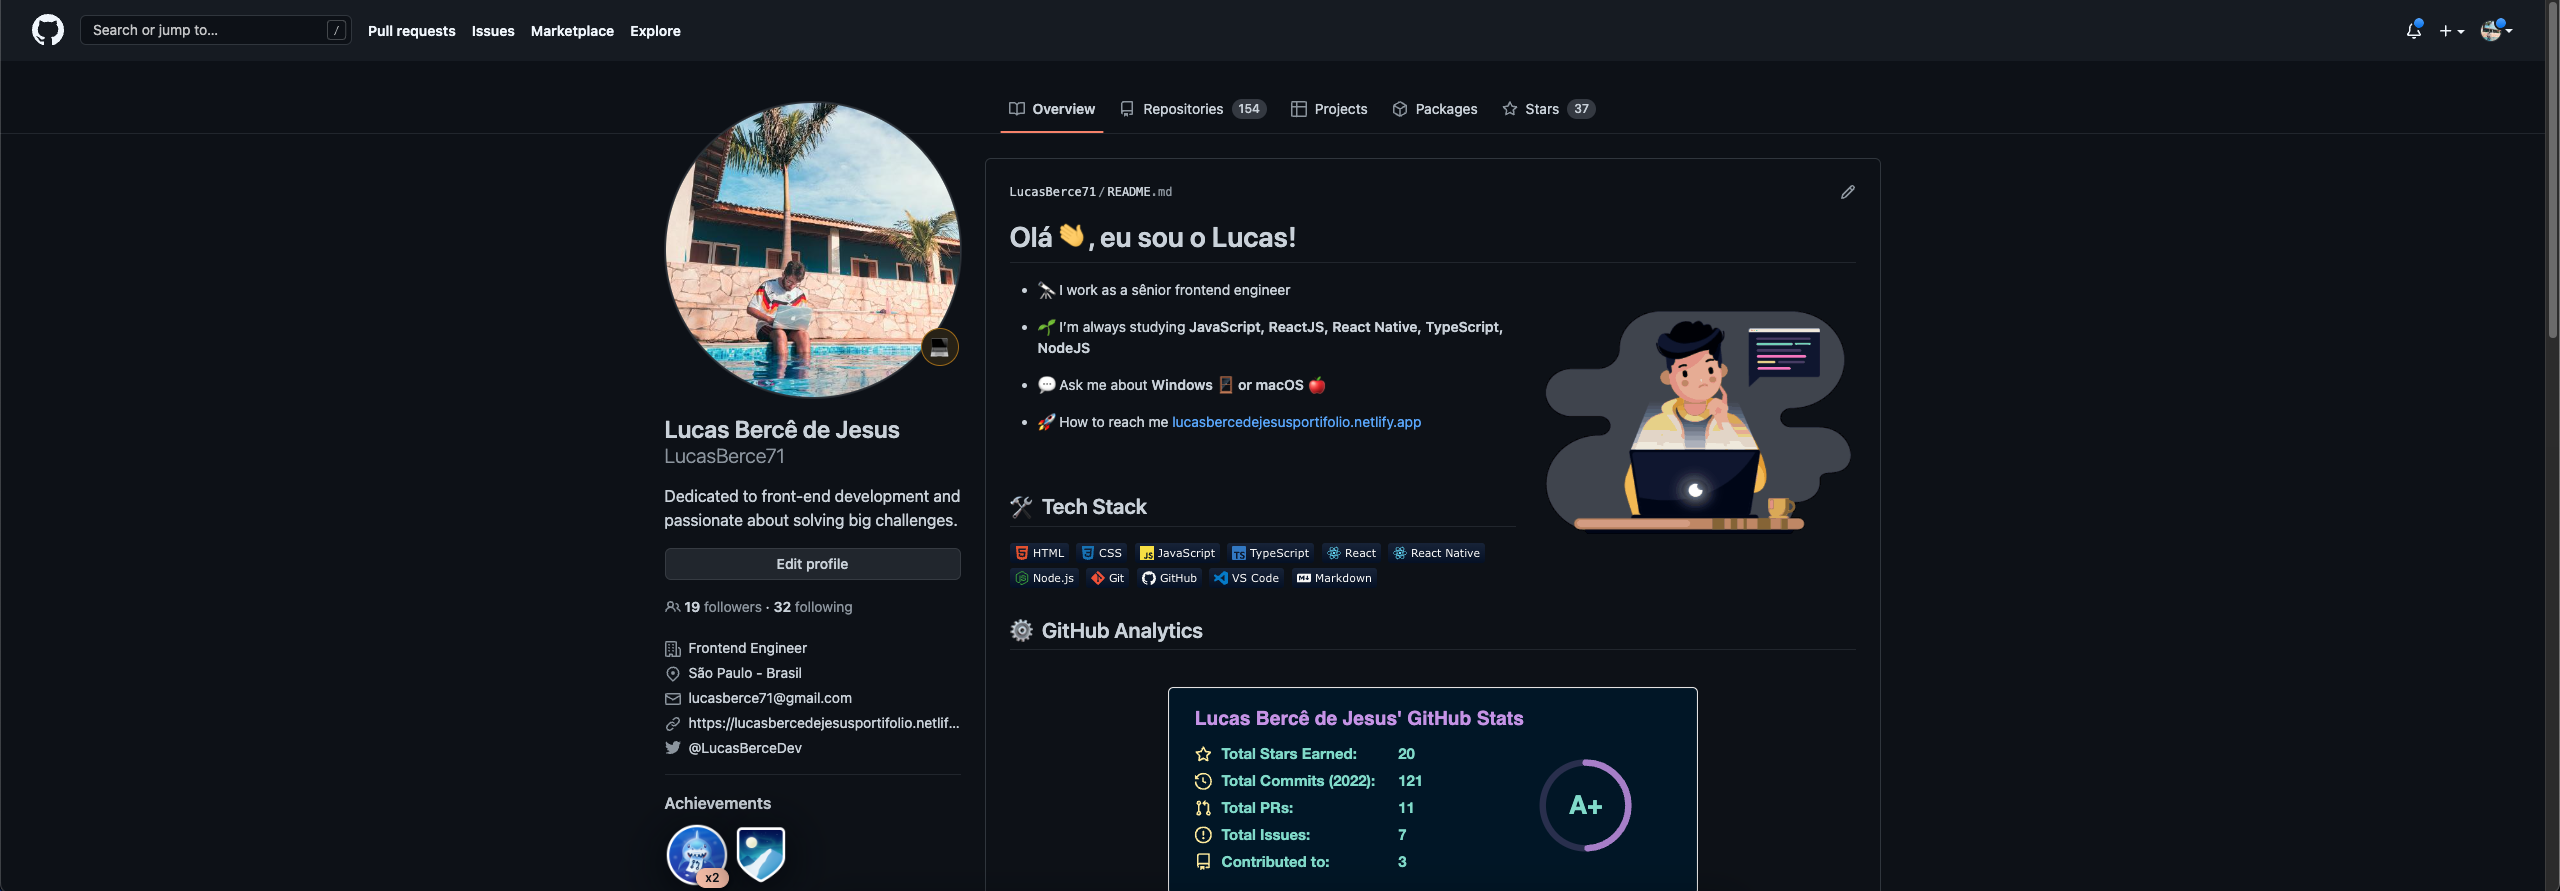 Search or jump to... /
Pull requests
Issues
Marketplace
Explore
Overview
Repositories 154
Projects
Packages
Stars 37
Lucas Bercê de Jesus
LucasBerce71
Dedicated to front-end development and
passionate about solving big challenges.
Edit profile
19 followers · 32 following
Frontend Engineer
São Paulo - Brasil
lucasberce71@gmail.com
https://lucasbercedejesusportifolio.netlif...
@LucasBerceDev
Achievements
x2
LucasBerce71/README.md
Olá 👋, eu sou o Lucas!
🔭 I work as a sênior frontend engineer
🌱 I'm always studying JavaScript, ReactJS, React Native, TypeScript,
NodeJS
💬 Ask me about Windows 🚪 or macOS 🍎
🚀 How to reach me lucasbercedejesusportifolio.netlify.app
🛠 Tech Stack
HTML CSS JavaScript TypeScript React React Native
Node.js Git GitHub VS Code Markdown
⚙️ GitHub Analytics
Lucas Bercê de Jesus' GitHub Stats
Total Stars Earned: 20
Total Commits (2022): 121
Total PRs: 11
Total Issues: 7
Contributed to: 3
A+